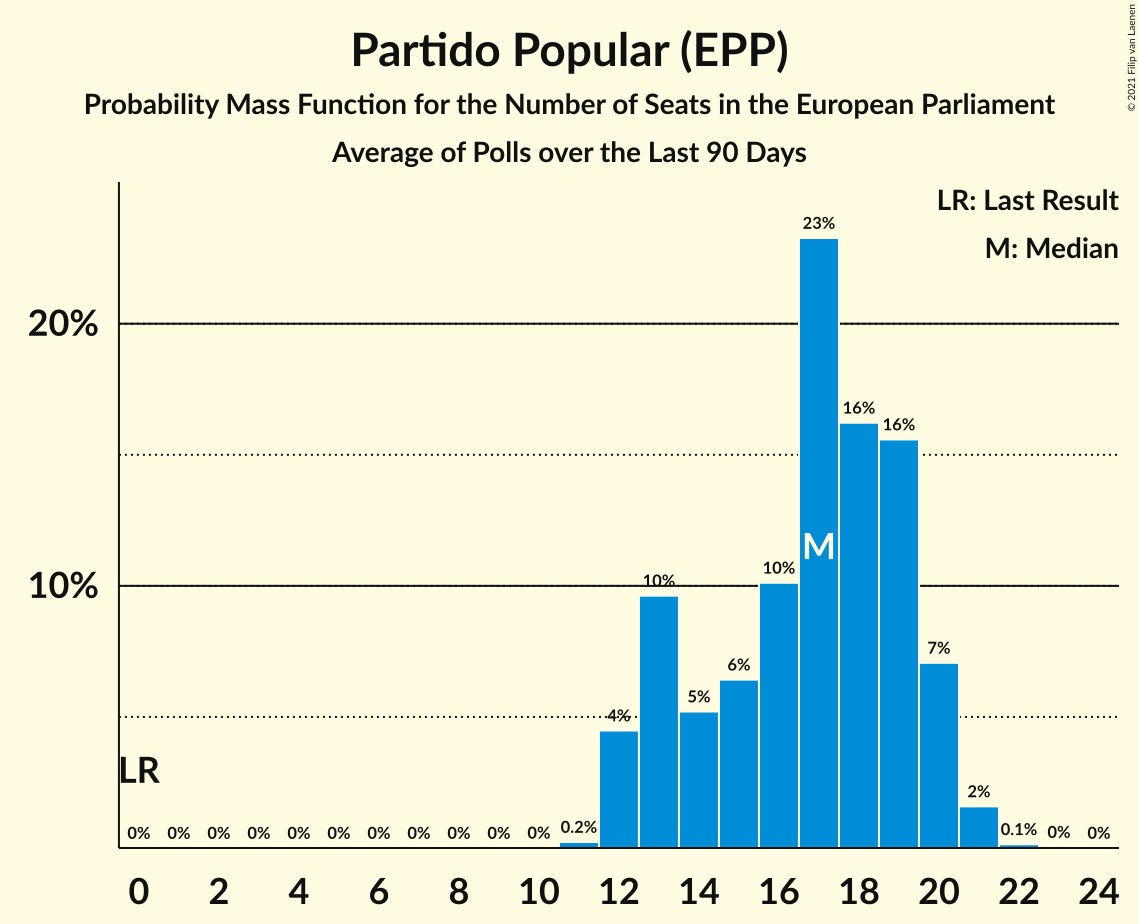 Partido Popular (EPP)
Probability Mass Function for the Number of Seats in the European Parliament
Average of Polls over the Last 90 Days
© 2021 Filip van Laenen
LR: Last Result
M: Median
23%
20%
16%
16%
M
10%
10%
10%
7%
6%
5%
4%
LR
2%
0% 0% 0% 0% 0% 0% 0% 0% 0% 0% 0% 0.2% 0.1% 0% 0%
0 2 4 6 8 10 12 14 16 18 20 22 24